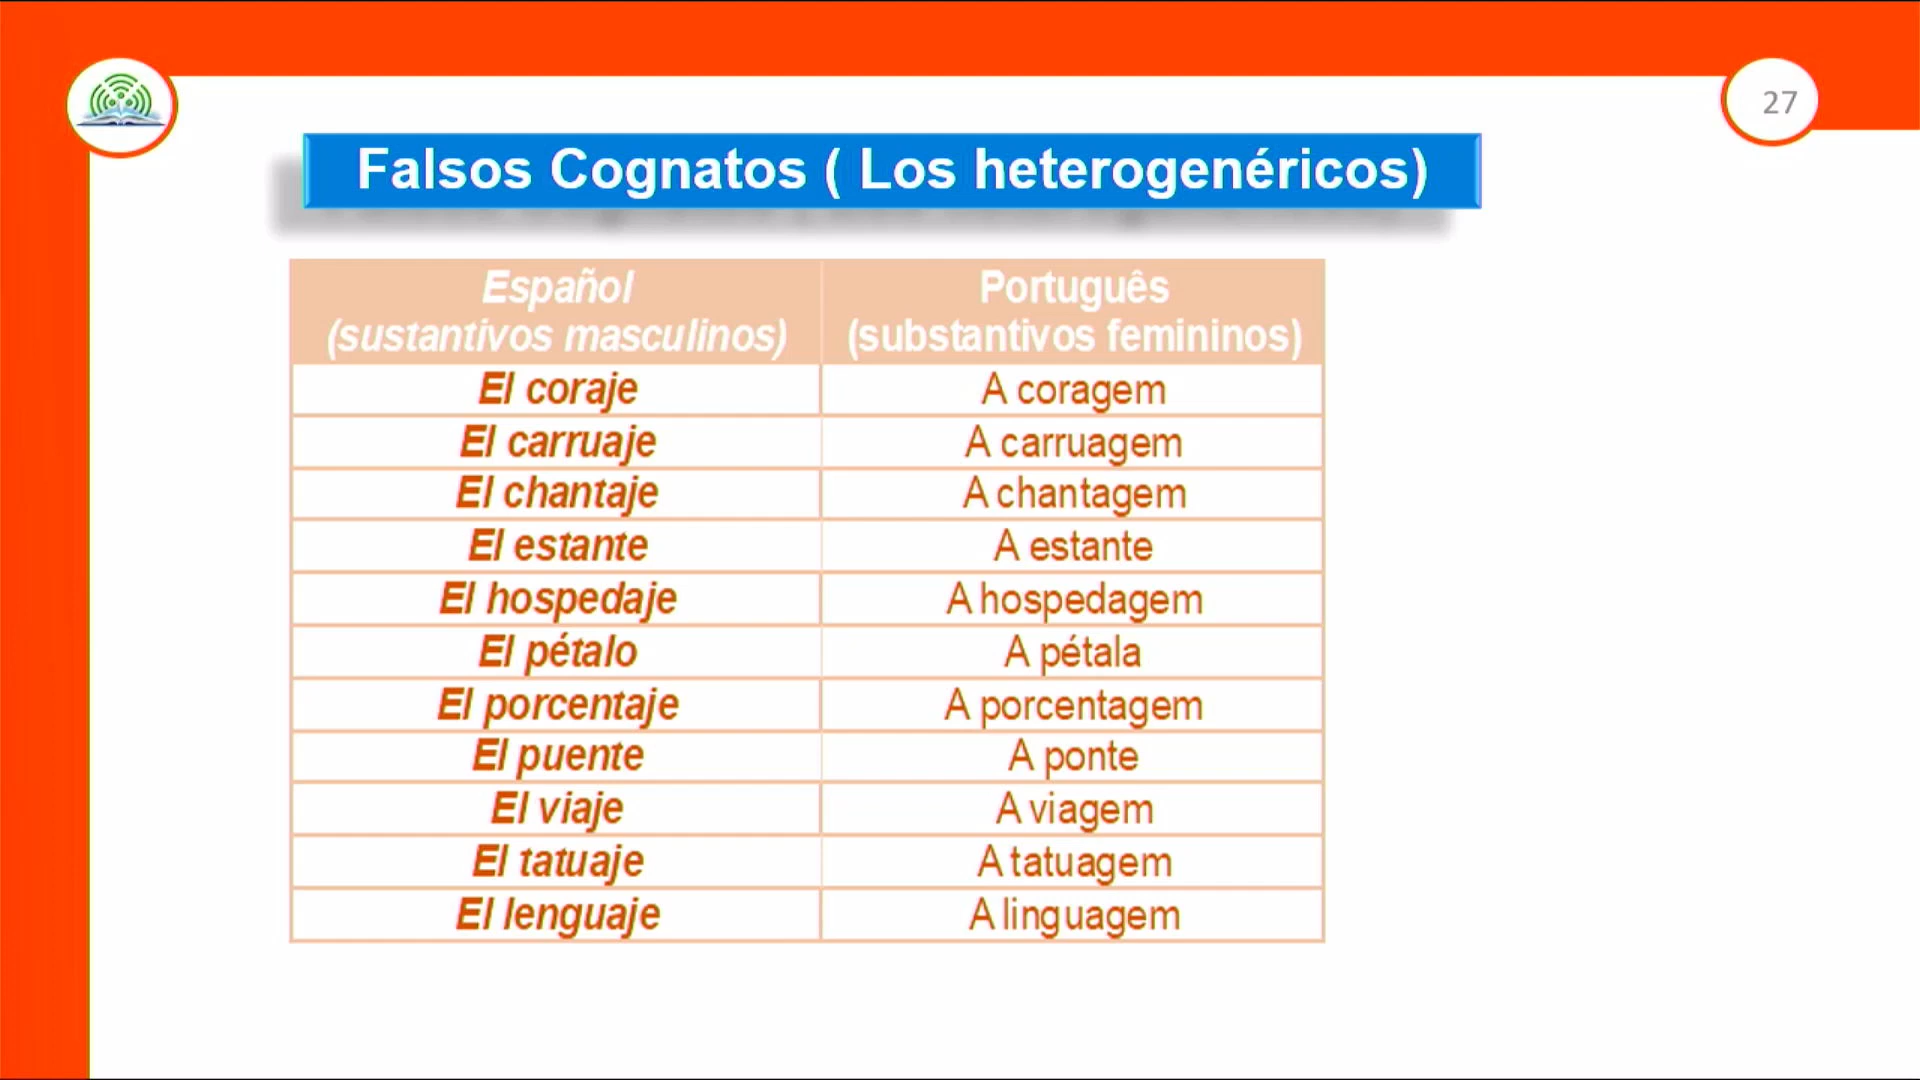 27
Falsos Cognatos ( Los heterogenéricos)
Español Português
(sustantivos masculinos) (substantivos femininos)
El coraje A coragem
El carruaje A carruagem
El chantaje A chantagem
El estante A estante
El hospedaje A hospedagem
El pétalo A pétala
El porcentaje A porcentagem
El puente A ponte
El viaje A viagem
El tatuaje A tatuagem
El lenguaje A linguagem